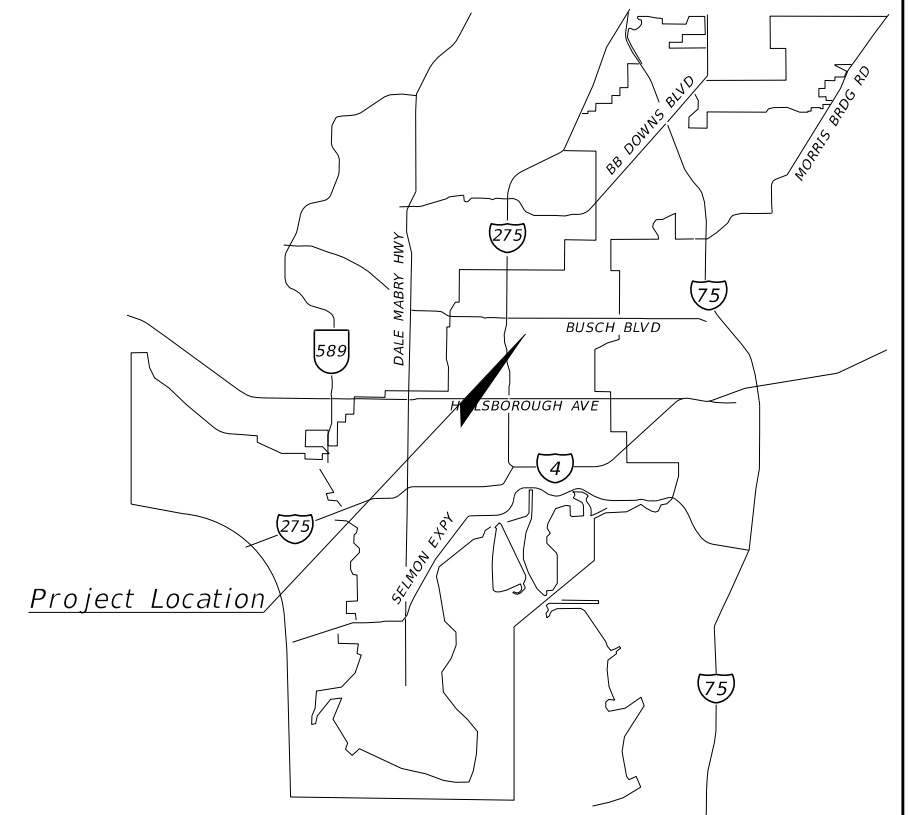 BB DOWNS BLVD
MORRIS BRDG RD
275
DALE MABRY HWY
75
BUSCH BLVD
589
HILLSBOROUGH AVE
4
275
SELMON EXPY
Project Location
75